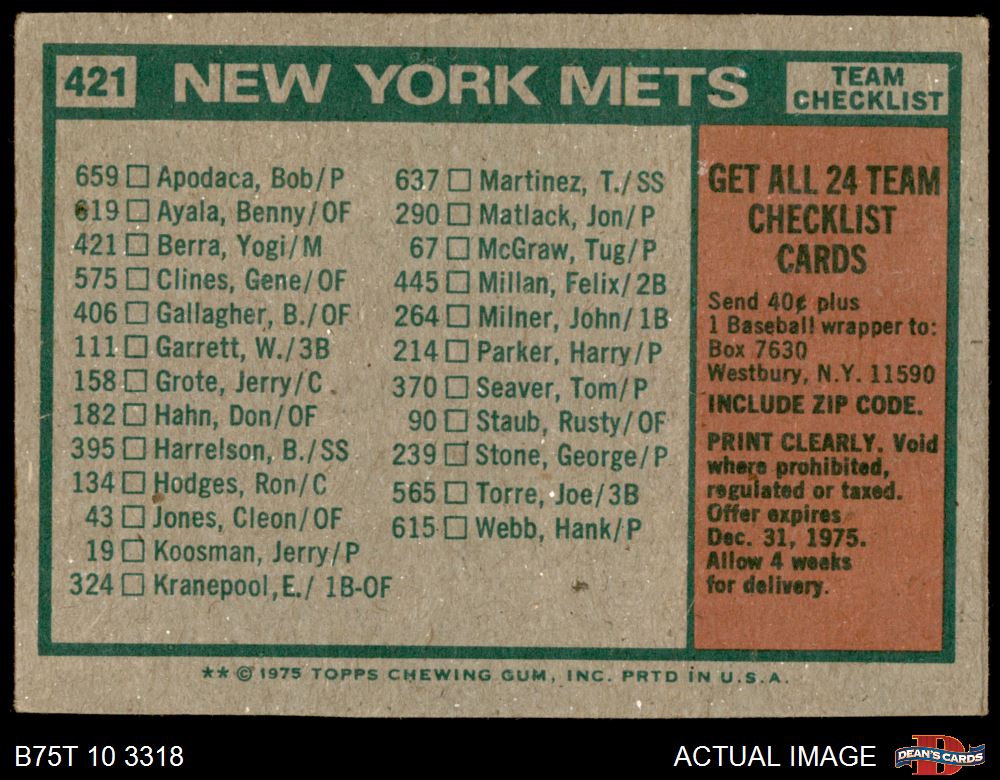 421 NEW YORK METS TEAM CHECKLIST
659 Apodaca, Bob/P
619 Ayala, Benny/OF
421 Berra, Yogi/M
575 Clines, Gene/OF
406 Gallagher, B./OF
111 Garrett, W./3B
158 Grote, Jerry/C
182 Hahn, Don/OF
395 Harrelson, B./SS
134 Hodges, Ron/C
43 Jones, Cleon/OF
19 Koosman, Jerry/P
324 Kranepool, E./ 1B-OF
637 Martinez, T./SS
290 Matlack, Jon/P
67 McGraw, Tug/P
445 Millan, Felix/2B
264 Milner, John/1B
214 Parker, Harry/P
370 Seaver, Tom/P
90 Staub, Rusty/OF
239 Stone, George/P
565 Torre, Joe/3B
615 Webb, Hank/P
GET ALL 24 TEAM
CHECKLIST
CARDS
Send 40¢ plus
1 Baseball wrapper to:
Box 7630
Westbury, N.Y. 11590
INCLUDE ZIP CODE.
PRINT CLEARLY. Void
where prohibited,
regulated or taxed.
Offer expires
Dec. 31, 1975.
Allow 4 weeks
for delivery.
** © 1975 TOPPS CHEWING GUM, INC. PRTD IN U.S.A.
B75T 10 3318
ACTUAL IMAGE
DEAN'S CARDS